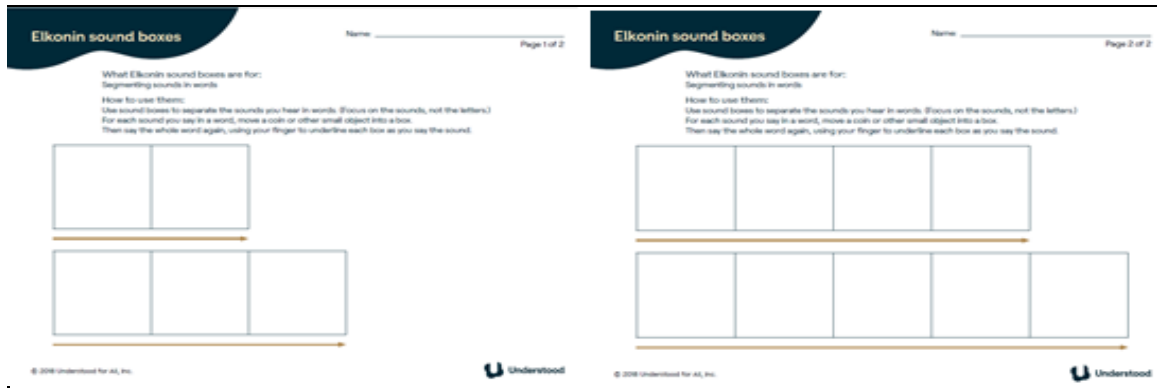 Elkonin sound boxes
Name
Page 1 of 2
What Elkonin sound boxes are for:
Segmenting sounds in words
How to use them:
Use sound boxes to separate the sounds you hear in words. (Focus on the sounds, not the letters.)
For each sound you say in a word, move a coin or other small object into a box.
Then say the whole word again, using your finger to underline each box as you say the sound.
© 2018 Understood for All, Inc.
Understood
Elkonin sound boxes
Name
Page 2 of 2
What Elkonin sound boxes are for:
Segmenting sounds in words
How to use them:
Use sound boxes to separate the sounds you hear in words. (Focus on the sounds, not the letters.)
For each sound you say in a word, move a coin or other small object into a box.
Then say the whole word again, using your finger to underline each box as you say the sound.
© 2018 Understood for All, Inc.
Understood